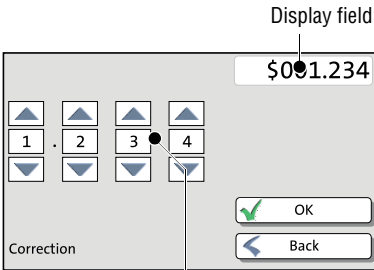 Display field
$001.234
1 . 2 3 4
OK
Back
Correction